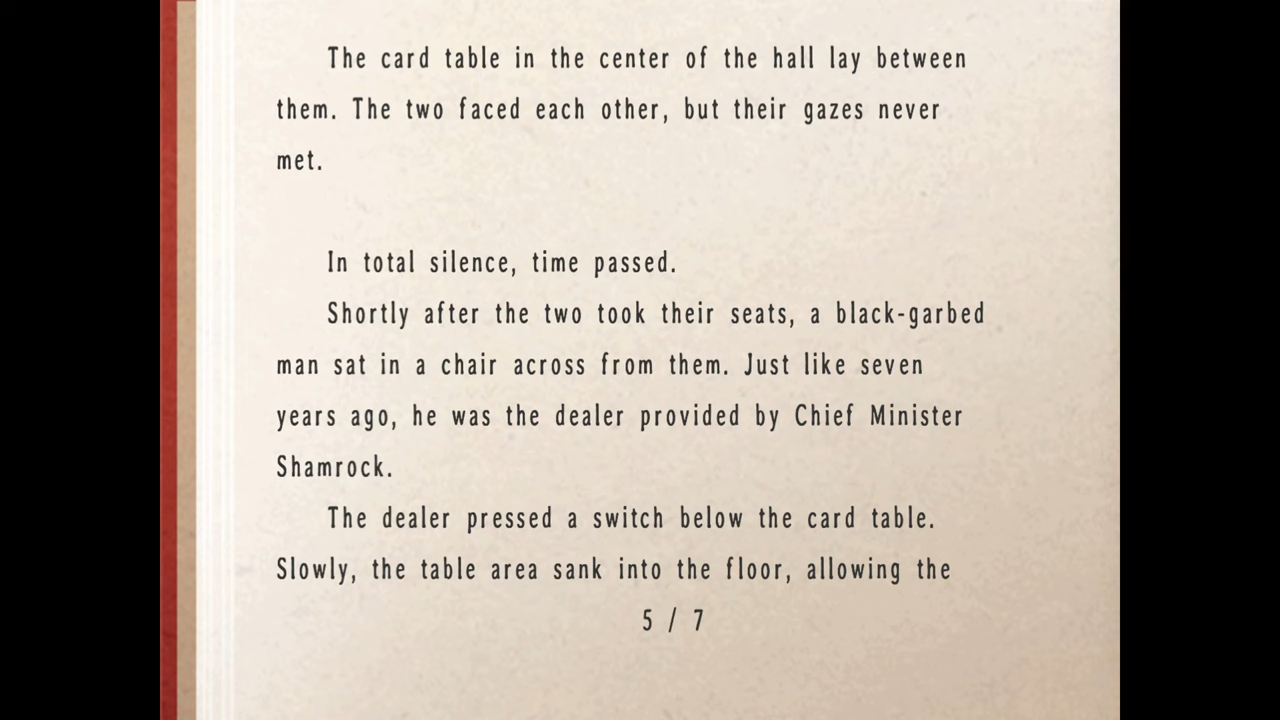 The card table in the center of the hall lay between
them. The two faced each other, but their gazes never
met.
In total silence, time passed.
Shortly after the two took their seats, a black-garbed
man sat in a chair across from them. Just like seven
years ago, he was the dealer provided by Chief Minister
Shamrock.
The dealer pressed a switch below the card table.
Slowly, the table area sank into the floor, allowing the
5 / 7